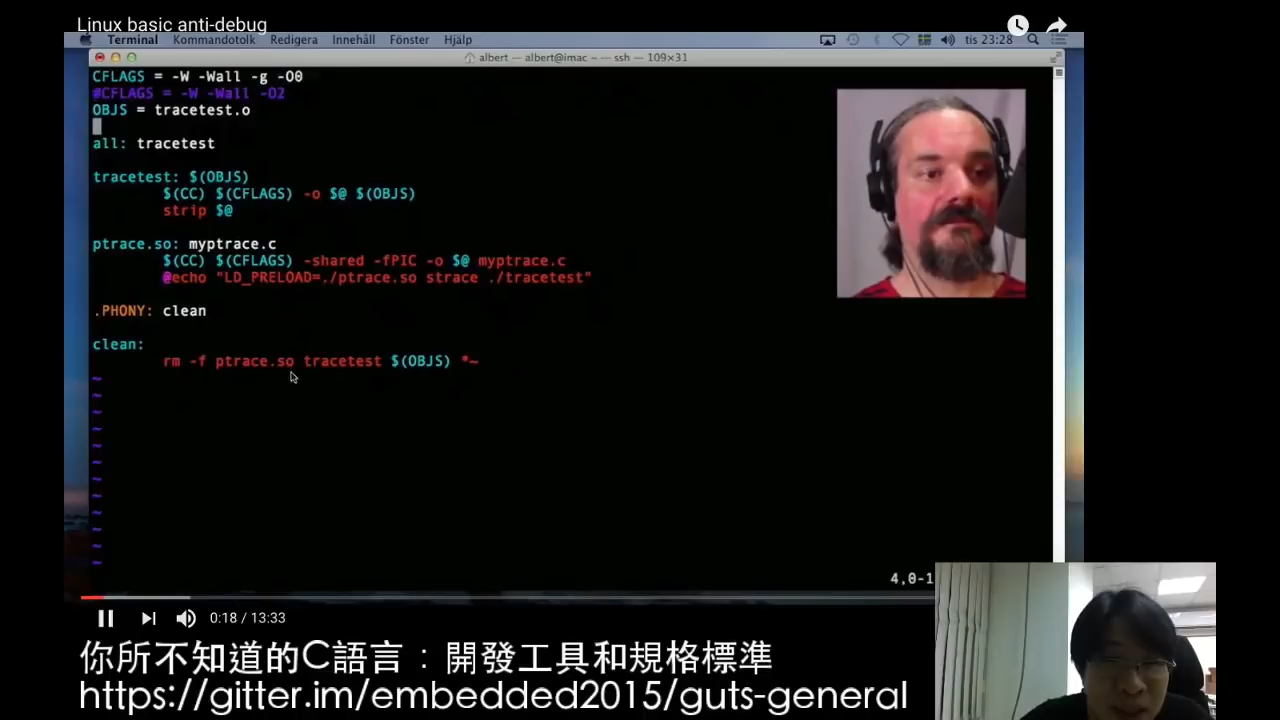 Linux basic anti-debug
Terminal Kommandotolk Redigera Innehåll Fönster Hjälp tis 23:28
albert — albert@imac ~ — ssh — 109×31
CFLAGS = -W -Wall -g -O0
#CFLAGS = -W -Wall -O2
OBJS = tracetest.o
all: tracetest
tracetest: $(OBJS)
$(CC) $(CFLAGS) -o $@ $(OBJS)
strip $@
ptrace.so: myptrace.c
$(CC) $(CFLAGS) -shared -fPIC -o $@ myptrace.c
@echo "LD_PRELOAD=./ptrace.so strace ./tracetest"
.PHONY: clean
clean:
rm -f ptrace.so tracetest $(OBJS) *~
~
~
~
~
~
~
~
~
~
~
~
~
4,0-1
0:18 / 13:33
你所不知道的C語言：開發工具和規格標準
https://gitter.im/embedded2015/guts-general